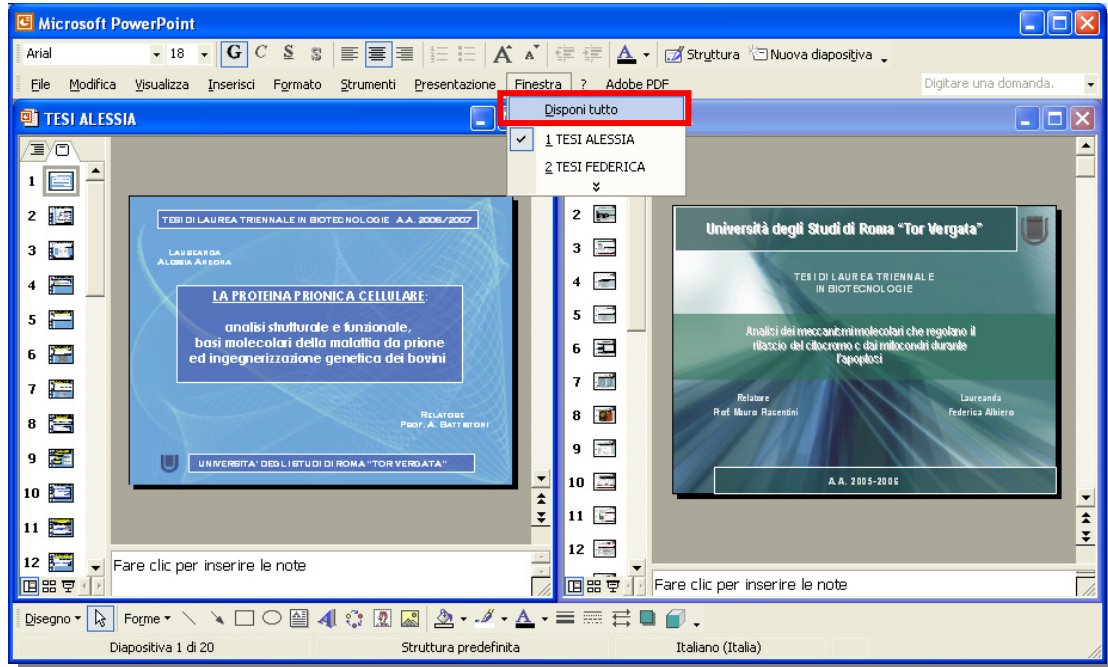 Microsoft PowerPoint
Arial 18 G C S S A A A Struttura Nuova diapositiva
File Modifica Visualizza Inserisci Formato Strumenti Presentazione Finestra ? Adobe PDF Digitare una domanda.
Disponi tutto
1 TESI ALESSIA
2 TESI FEDERICA
TESI ALESSIA
1
2
3
4
5
6
7
8
9
10
11
12
TESI DI LAUREA TRIENNALE IN BIOTECNOLOGIE A.A. 2006/2007
LAUREANDA
ALESSIA ANCORA
LA PROTEINA PRIONICA CELLULARE:
analisi strutturale e funzionale,
basi molecolari della malattia da prione
ed ingegnerizzazione genetica dei bovini
RELATORE
PROF. A. BATTISTONI
UNIVERSITA' DEGLI STUDI DI ROMA "TOR VERGATA"
Fare clic per inserire le note
2
3
4
5
6
7
8
9
10
11
12
Università degli Studi di Roma "Tor Vergata"
TESI DI LAUREA TRIENNALE
IN BIOTECNOLOGIE
Analisi dei meccanismi molecolari che regolano il
rilascio del citocromo c dai mitocondri durante
l'apoptosi
Relatore
Prof. Mauro Piacentini
Laureanda
Federica Albiero
A.A. 2005-2006
Fare clic per inserire le note
Disegno Forme A
Diapositiva 1 di 20 Struttura predefinita Italiano (Italia)